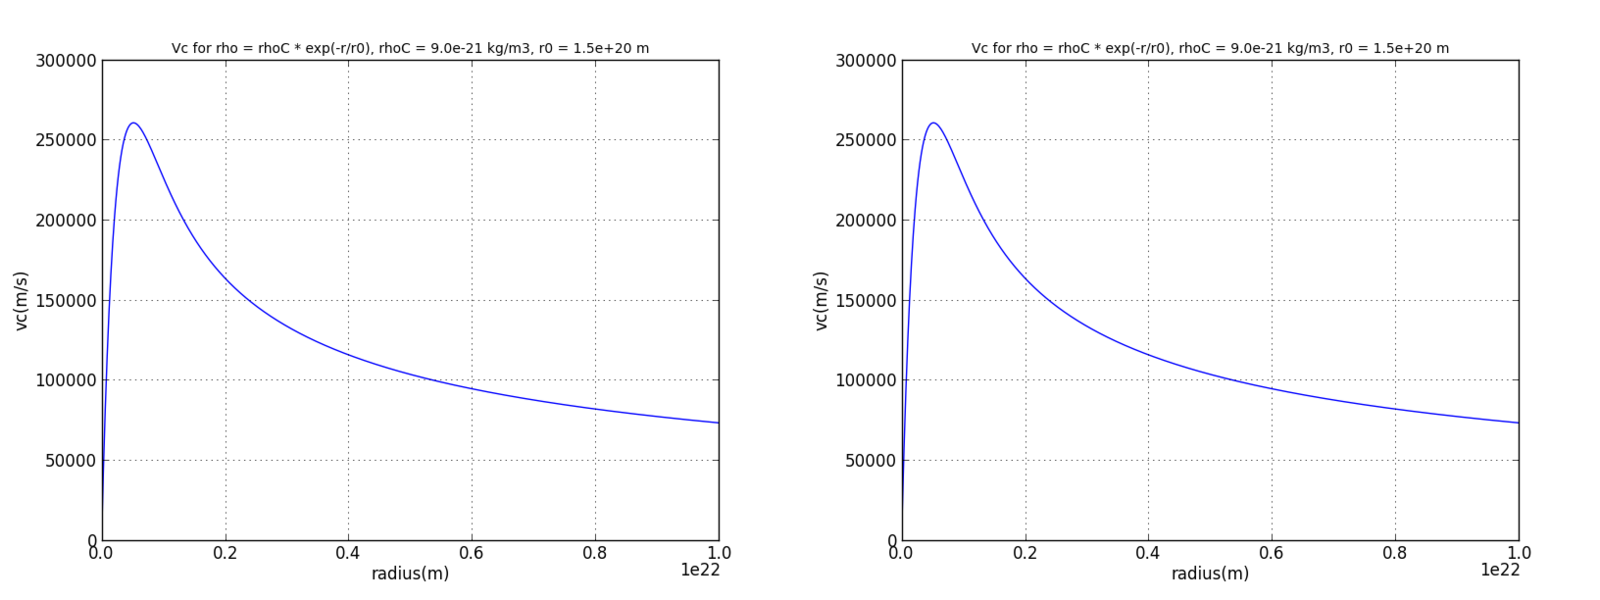 Vc for rho = rhoC * exp(-r/r0), rhoC = 9.0e-21 kg/m3, r0 = 1.5e+20 m
300000
250000
200000
150000
100000
50000
0
vc(m/s)
0.0 0.2 0.4 0.6 0.8 1.0
1e22
radius(m)
Vc for rho = rhoC * exp(-r/r0), rhoC = 9.0e-21 kg/m3, r0 = 1.5e+20 m
300000
250000
200000
150000
100000
50000
0
vc(m/s)
0.0 0.2 0.4 0.6 0.8 1.0
1e22
radius(m)